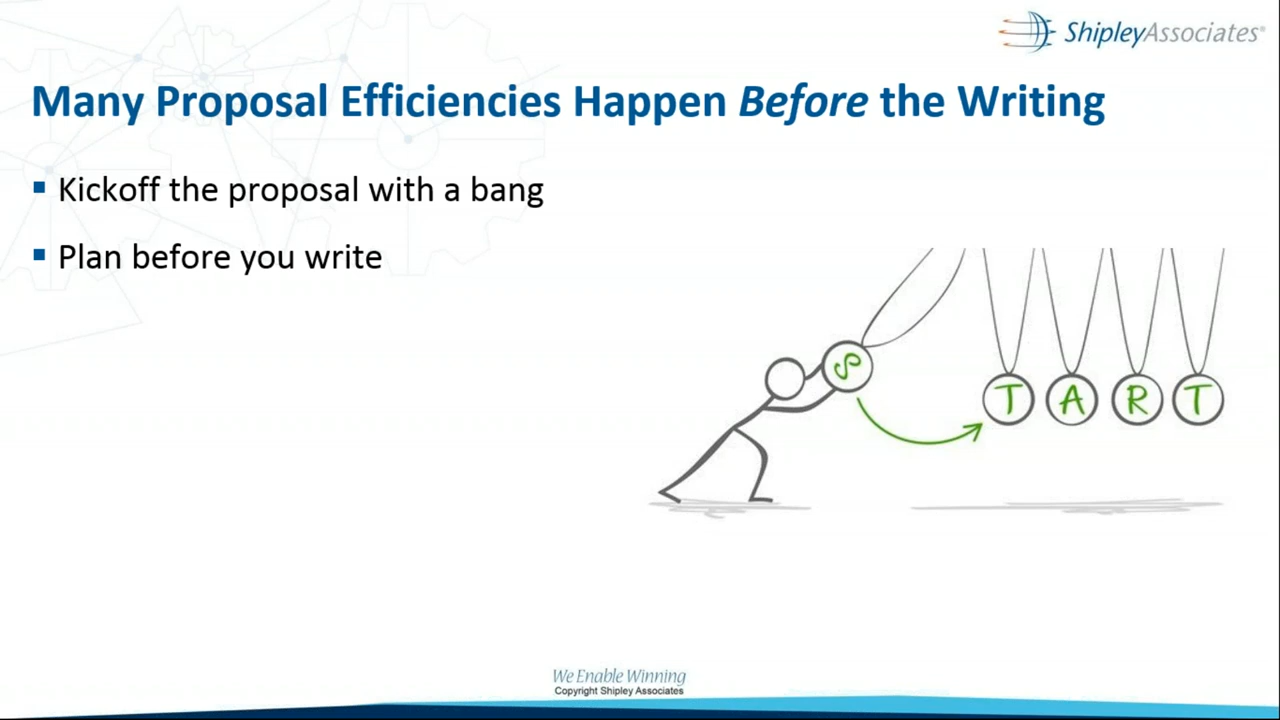 ShipleyAssociates®
Many Proposal Efficiencies Happen Before the Writing
Kickoff the proposal with a bang
Plan before you write
S T A R T
We Enable Winning
Copyright Shipley Associates